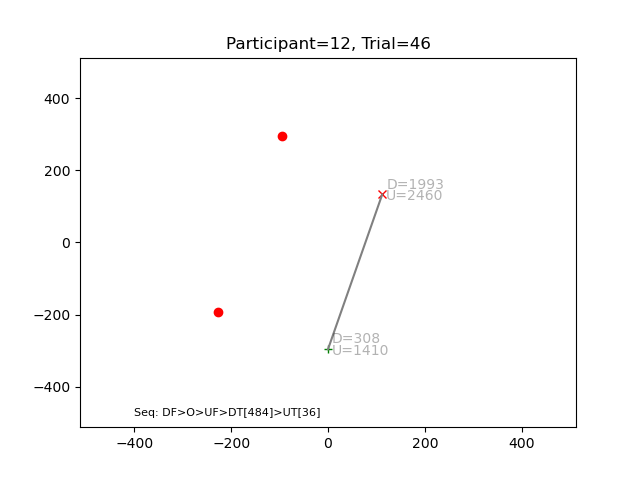 Participant=12, Trial=46
400
200
0
−200
−400
D=1993
U=2460
D=308
U=1410
Seq: DF>O>UF>DT[484]>UT[36]
−400 −200 0 200 400